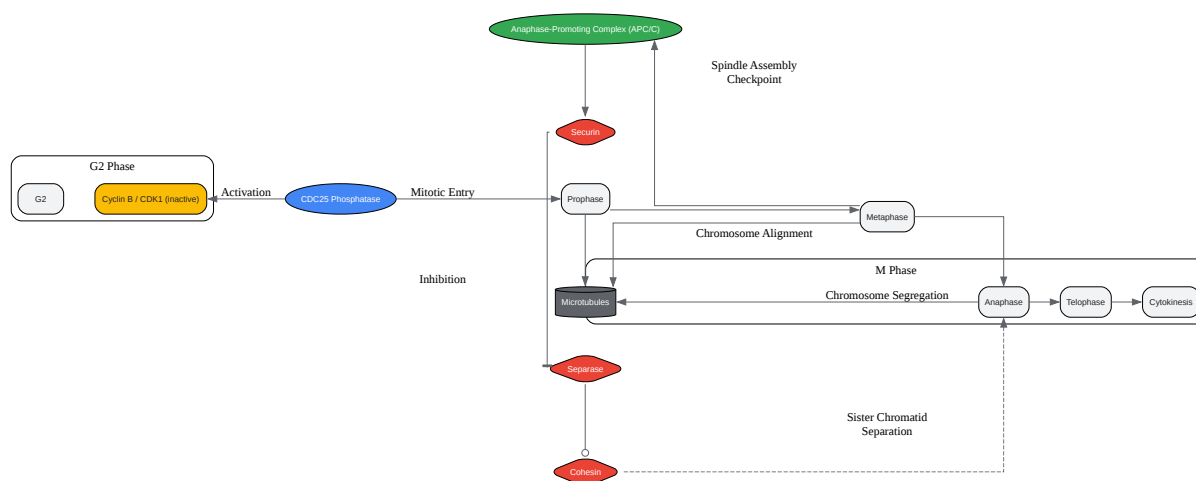 Anaphase-Promoting Complex (APC/C)
Spindle Assembly
Checkpoint
Securin
G2 Phase
G2
Cyclin B / CDK1 (inactive)
Activation
CDC25 Phosphatase
Mitotic Entry
Prophase
Metaphase
Chromosome Alignment
Inhibition
M Phase
Microtubules
Chromosome Segregation
Anaphase
Telophase
Cytokinesis
Separase
Sister Chromatid
Separation
Cohesin